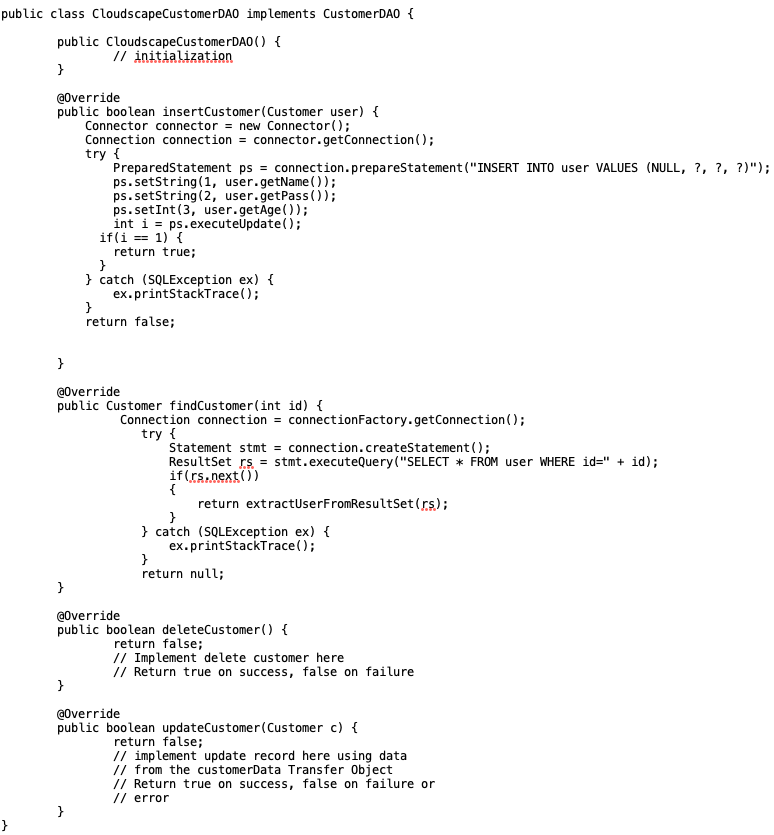 public class CloudscapeCustomerDAO implements CustomerDAO {
public CloudscapeCustomerDAO() {
// initialization
}
@Override
public boolean insertCustomer(Customer user) {
Connector connector = new Connector();
Connection connection = connector.getConnection();
try {
PreparedStatement ps = connection.prepareStatement("INSERT INTO user VALUES (NULL, ?, ?, ?)");
ps.setString(1, user.getName());
ps.setString(2, user.getPass());
ps.setInt(3, user.getAge());
int i = ps.executeUpdate();
if(i == 1) {
return true;
}
} catch (SQLException ex) {
ex.printStackTrace();
}
return false;
}
@Override
public Customer findCustomer(int id) {
Connection connection = connectionFactory.getConnection();
try {
Statement stmt = connection.createStatement();
ResultSet rs = stmt.executeQuery("SELECT * FROM user WHERE id=" + id);
if(rs.next())
{
return extractUserFromResultSet(rs);
}
} catch (SQLException ex) {
ex.printStackTrace();
}
return null;
}
@Override
public boolean deleteCustomer() {
return false;
// Implement delete customer here
// Return true on success, false on failure
}
@Override
public boolean updateCustomer(Customer c) {
return false;
// implement update record here using data
// from the customerData Transfer Object
// Return true on success, false on failure or
// error
}
}